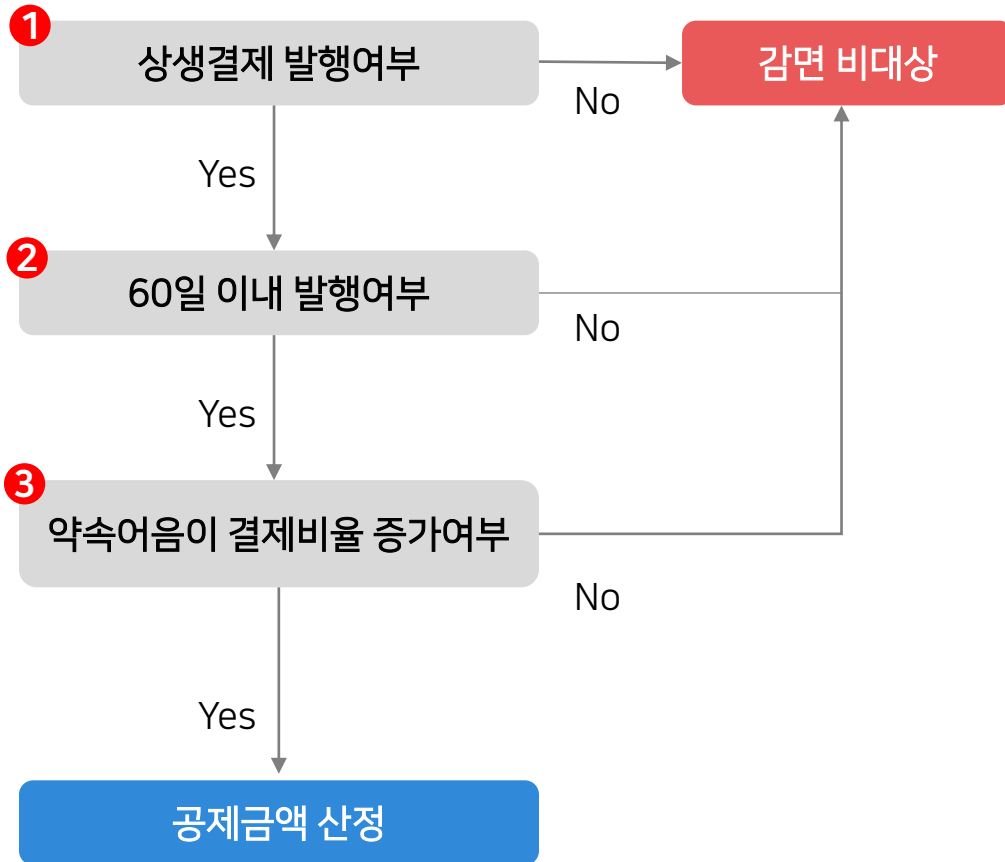 1
상생결제 발행여부
감면 비대상
No
Yes
2
60일 이내 발행여부
No
Yes
3
약속어음이 결제비율 증가여부
No
Yes
공제금액 산정